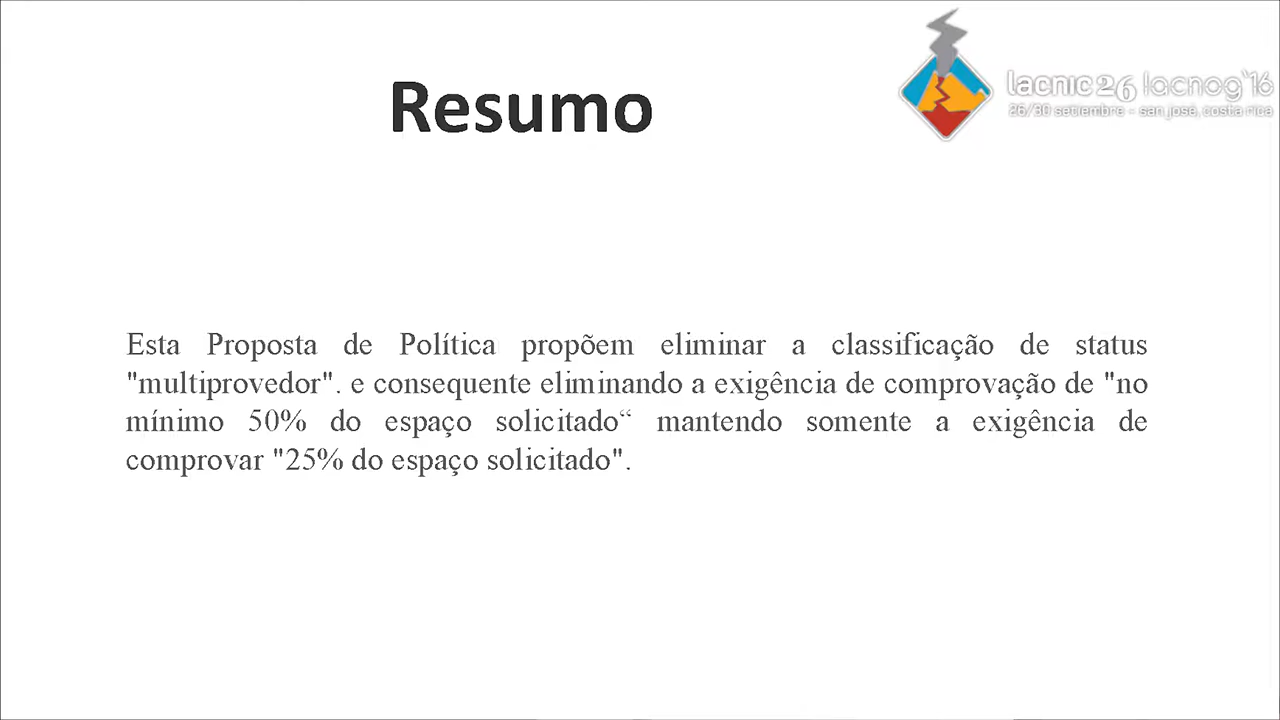 Resumo
lacnic 26 lacnog'16
26/30 setiembre - san josé, costa rica
Esta Proposta de Política propõem eliminar a classificação de status
"multiprovedor". e consequente eliminando a exigência de comprovação de "no
mínimo 50% do espaço solicitado“ mantendo somente a exigência de
comprovar "25% do espaço solicitado".